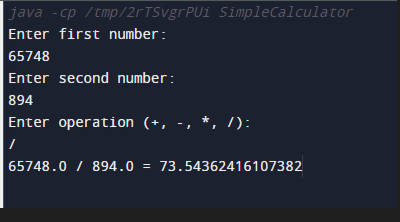 java -cp /tmp/2rTSvgrPUi SimpleCalculator
Enter first number:
65748
Enter second number:
894
Enter operation (+, -, *, /):
/
65748.0 / 894.0 = 73.54362416107382